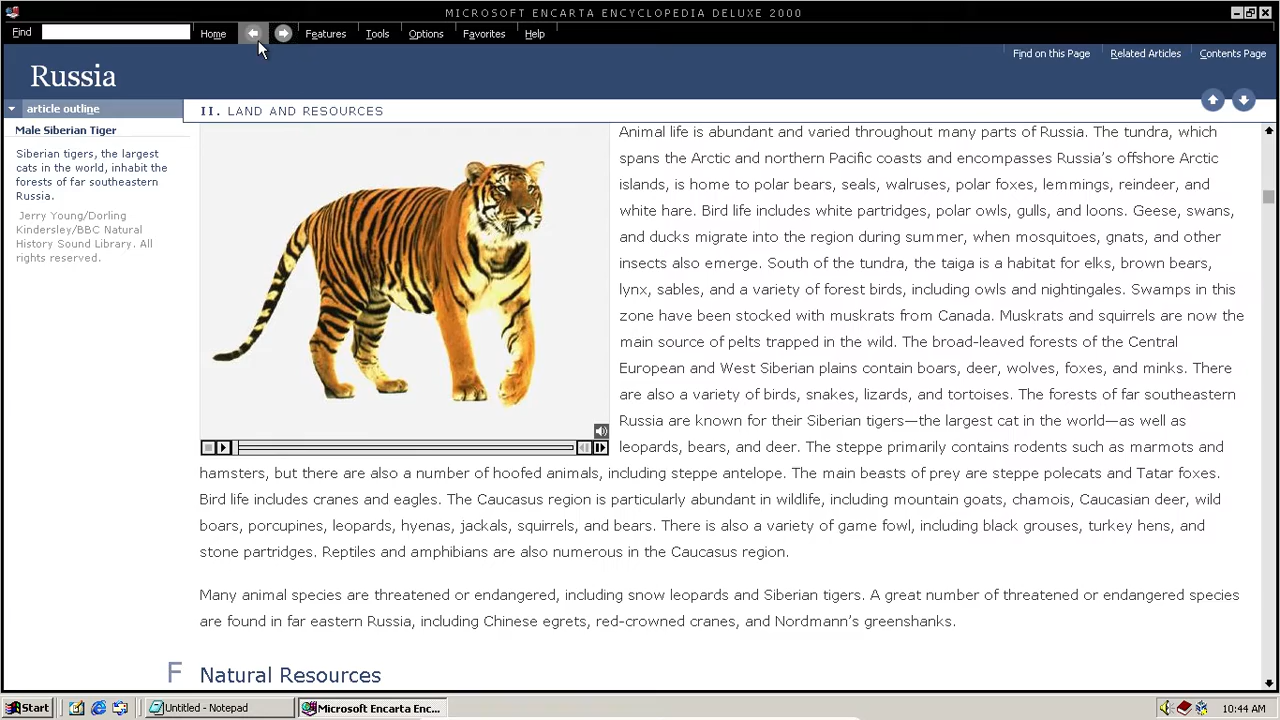 MICROSOFT ENCARTA ENCYCLOPEDIA DELUXE 2000
Find Home Features Tools Options Favorites Help
Find on this Page Related Articles Contents Page
Russia
article outline
II. LAND AND RESOURCES
Male Siberian Tiger
Siberian tigers, the largest
cats in the world, inhabit the
forests of far southeastern
Russia.
Jerry Young/Dorling
Kindersley/BBC Natural
History Sound Library. All
rights reserved.
Animal life is abundant and varied throughout many parts of Russia. The tundra, which
spans the Arctic and northern Pacific coasts and encompasses Russia's offshore Arctic
islands, is home to polar bears, seals, walruses, polar foxes, lemmings, reindeer, and
white hare. Bird life includes white partridges, polar owls, gulls, and loons. Geese, swans,
and ducks migrate into the region during summer, when mosquitoes, gnats, and other
insects also emerge. South of the tundra, the taiga is a habitat for elks, brown bears,
lynx, sables, and a variety of forest birds, including owls and nightingales. Swamps in this
zone have been stocked with muskrats from Canada. Muskrats and squirrels are now the
main source of pelts trapped in the wild. The broad-leaved forests of the Central
European and West Siberian plains contain boars, deer, wolves, foxes, and minks. There
are also a variety of birds, snakes, lizards, and tortoises. The forests of far southeastern
Russia are known for their Siberian tigers—the largest cat in the world—as well as
leopards, bears, and deer. The steppe primarily contains rodents such as marmots and
hamsters, but there are also a number of hoofed animals, including steppe antelope. The main beasts of prey are steppe polecats and Tatar foxes.
Bird life includes cranes and eagles. The Caucasus region is particularly abundant in wildlife, including mountain goats, chamois, Caucasian deer, wild
boars, porcupines, leopards, hyenas, jackals, squirrels, and bears. There is also a variety of game fowl, including black grouses, turkey hens, and
stone partridges. Reptiles and amphibians are also numerous in the Caucasus region.
Many animal species are threatened or endangered, including snow leopards and Siberian tigers. A great number of threatened or endangered species
are found in far eastern Russia, including Chinese egrets, red-crowned cranes, and Nordmann's greenshanks.
F Natural Resources
Start Untitled - Notepad Microsoft Encarta Enc... 10:44 AM